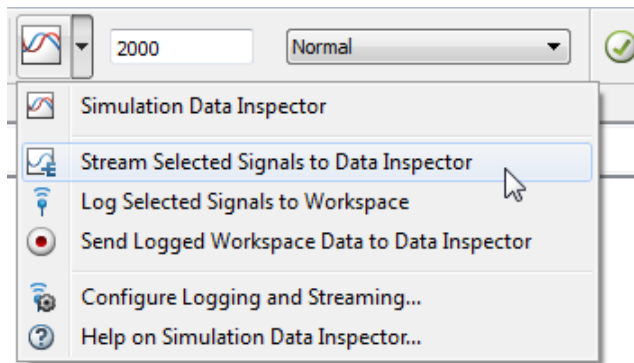 2000
Normal
Simulation Data Inspector
Stream Selected Signals to Data Inspector
Log Selected Signals to Workspace
Send Logged Workspace Data to Data Inspector
Configure Logging and Streaming...
Help on Simulation Data Inspector...